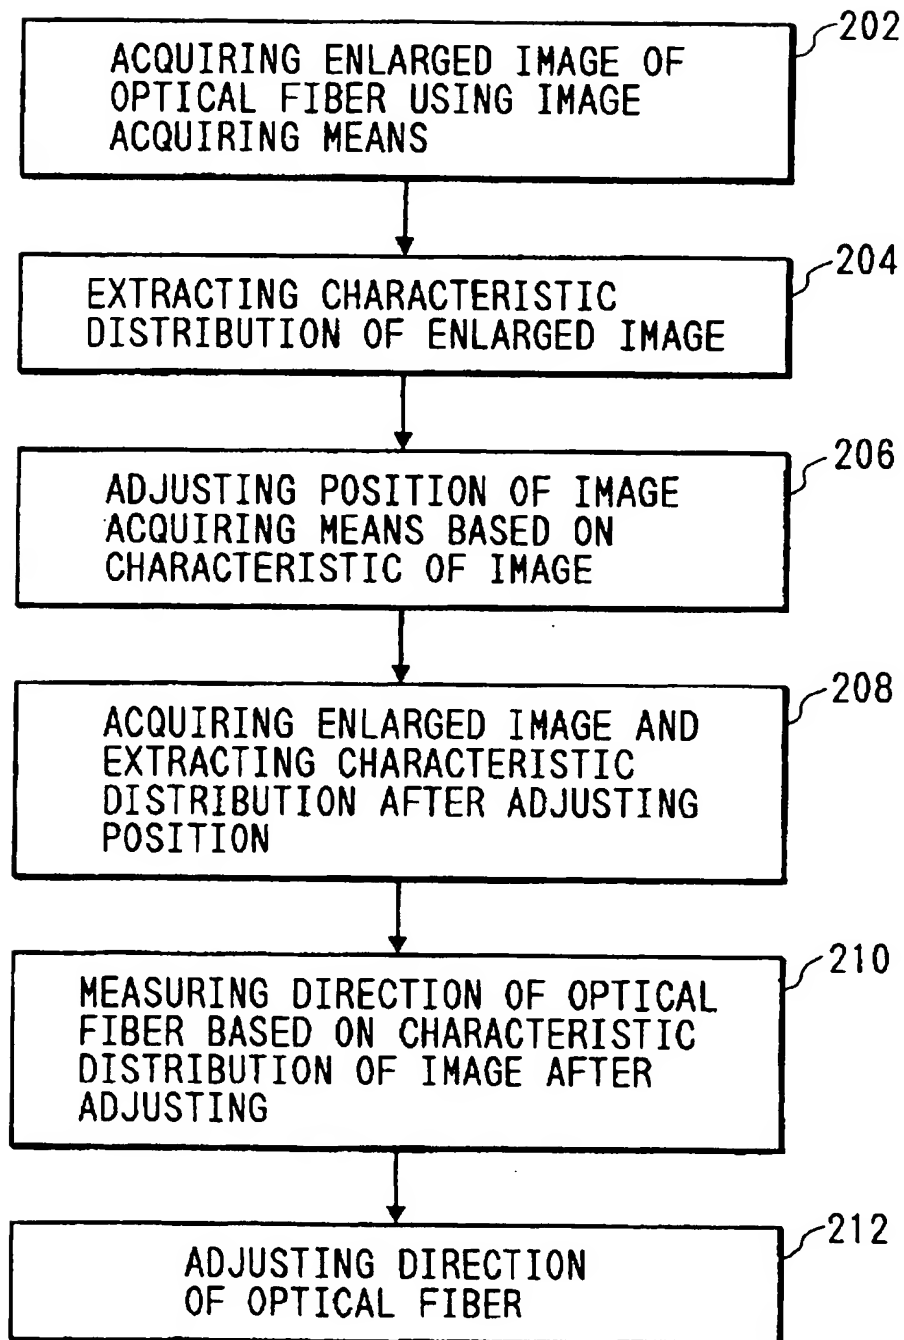 202
ACQUIRING ENLARGED IMAGE OF
OPTICAL FIBER USING IMAGE
ACQUIRING MEANS
204
EXTRACTING CHARACTERISTIC
DISTRIBUTION OF ENLARGED IMAGE
206
ADJUSTING POSITION OF IMAGE
ACQUIRING MEANS BASED ON
CHARACTERISTIC OF IMAGE
208
ACQUIRING ENLARGED IMAGE AND
EXTRACTING CHARACTERISTIC
DISTRIBUTION AFTER ADJUSTING
POSITION
210
MEASURING DIRECTION OF OPTICAL
FIBER BASED ON CHARACTERISTIC
DISTRIBUTION OF IMAGE AFTER
ADJUSTING
212
ADJUSTING DIRECTION
OF OPTICAL FIBER